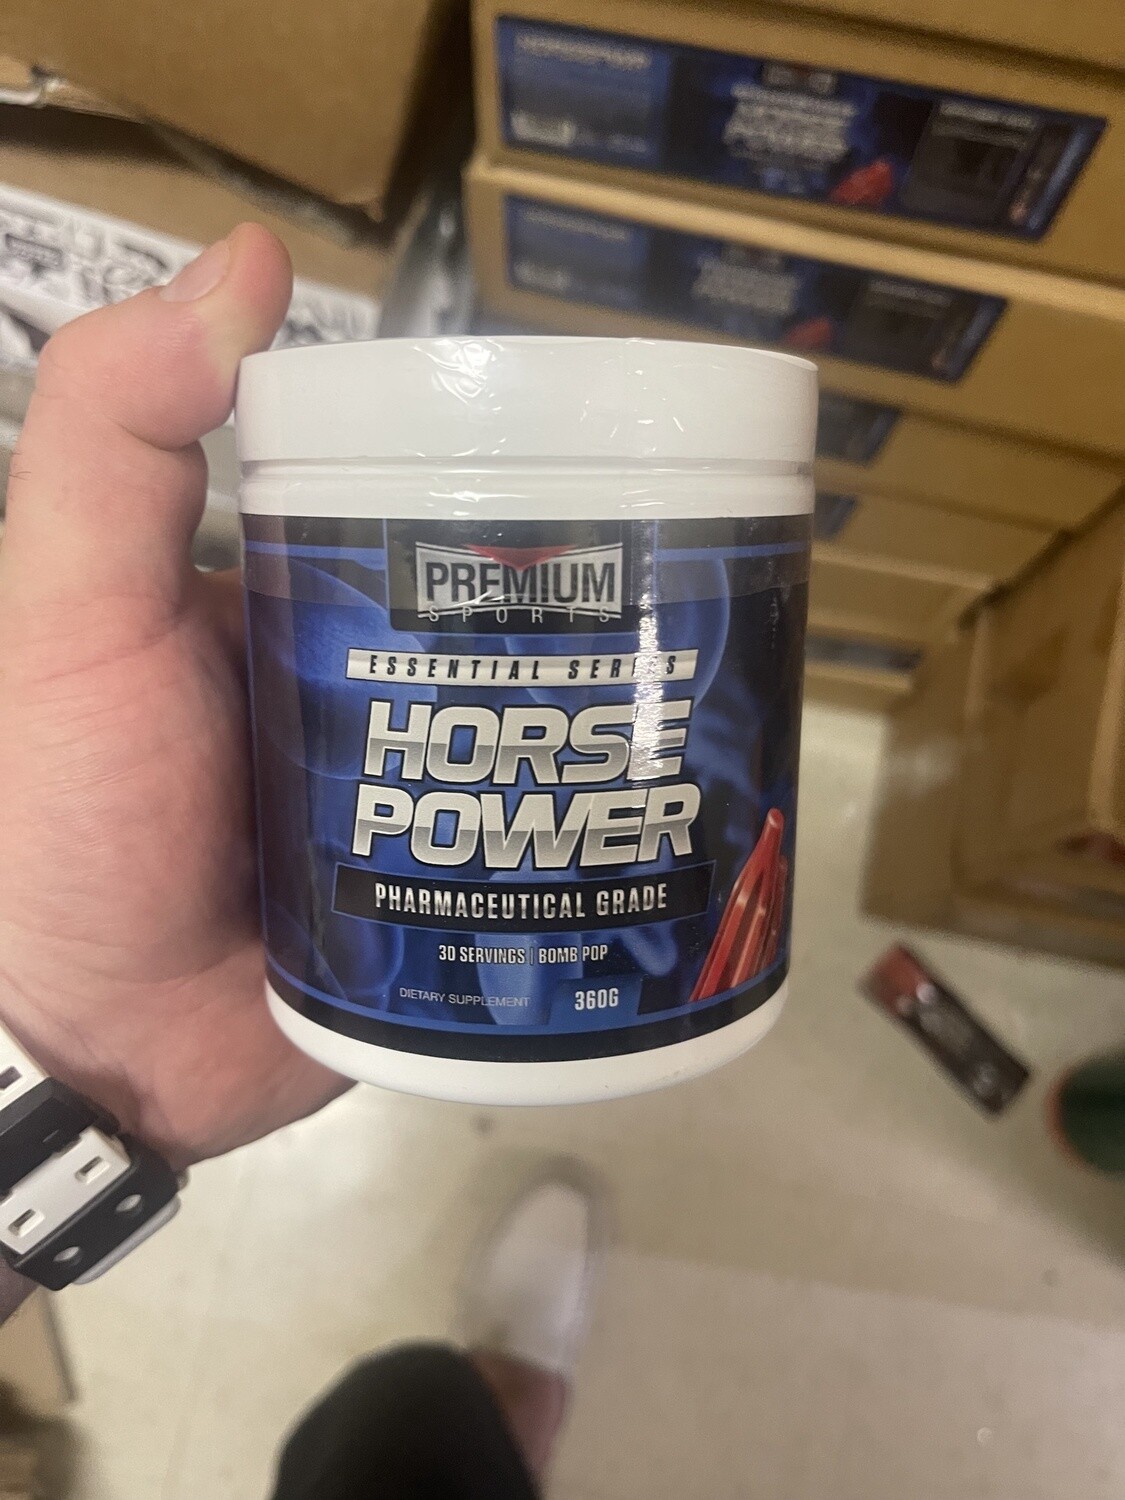 PREMIUM
SPORTS
ESSENTIAL SERIES
HORSE
POWER
PHARMACEUTICAL GRADE
30 SERVINGS | BOMB POP
DIETARY SUPPLEMENT
360G